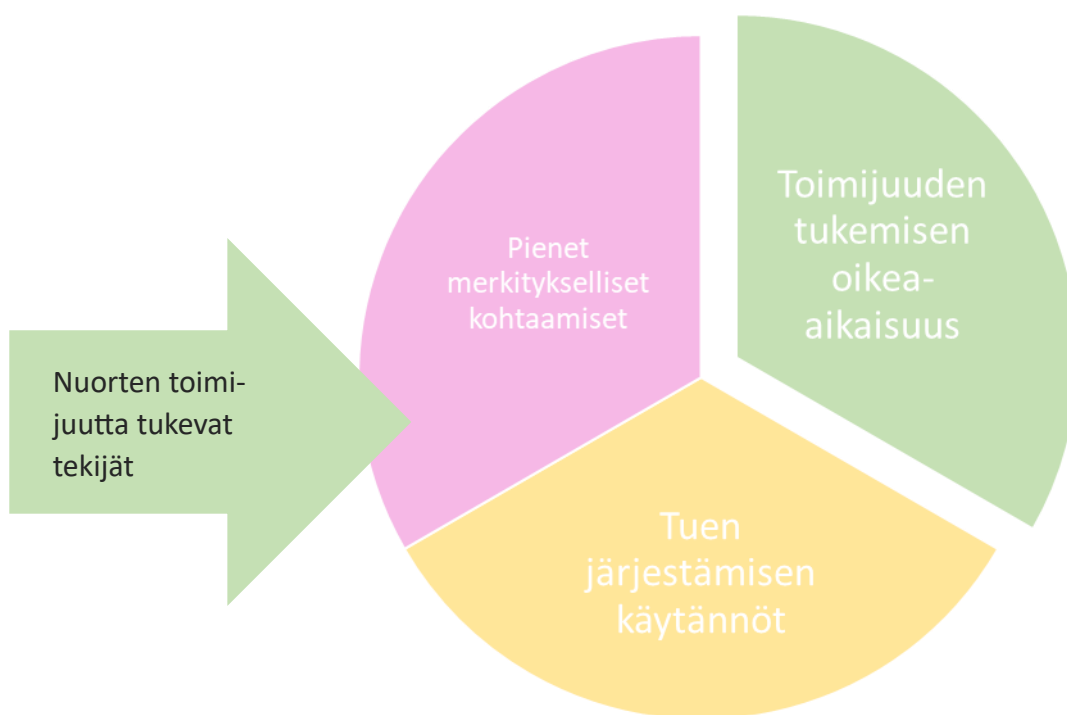 Nuorten toimi-
juutta tukevat
tekijät
Pienet
merkitykselliset
kohtaamiset
Toimijuuden
tukemisen
oikea-
aikaisuus
Tuen
järjestämisen
käytännöt